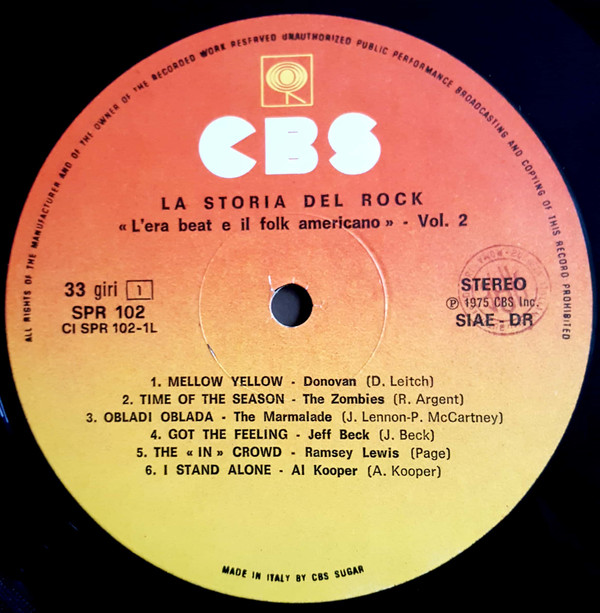 ALL RIGHTS OF THE MANUFACTURER AND OF THE OWNER OF THE RECORDED WORK RESERVED UNAUTHORIZED PUBLIC PERFORMANCE BROADCASTING AND COPYING OF THIS RECORD PROHIBITED
CBS
LA STORIA DEL ROCK
« L'era beat e il folk americano » - Vol. 2
33 giri 1
SPR 102
CI SPR 102-1L
STEREO
℗ 1975 CBS Inc.
SIAE - DR
1. MELLOW YELLOW - Donovan (D. Leitch)
2. TIME OF THE SEASON - The Zombies (R. Argent)
3. OBLADI OBLADA - The Marmalade (J. Lennon-P. McCartney)
4. GOT THE FEELING - Jeff Beck (J. Beck)
5. THE « IN » CROWD - Ramsey Lewis (Page)
6. I STAND ALONE - Al Kooper (A. Kooper)
MADE IN ITALY BY CBS SUGAR